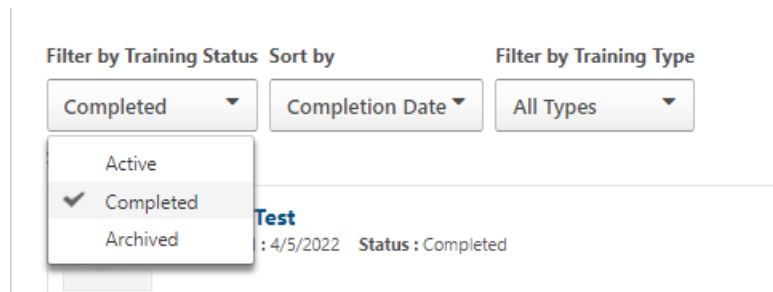 Filter by Training Status Sort by Filter by Training Type
Completed Completion Date All Types
Active
Completed
Archived
Test
: 4/5/2022 Status : Completed